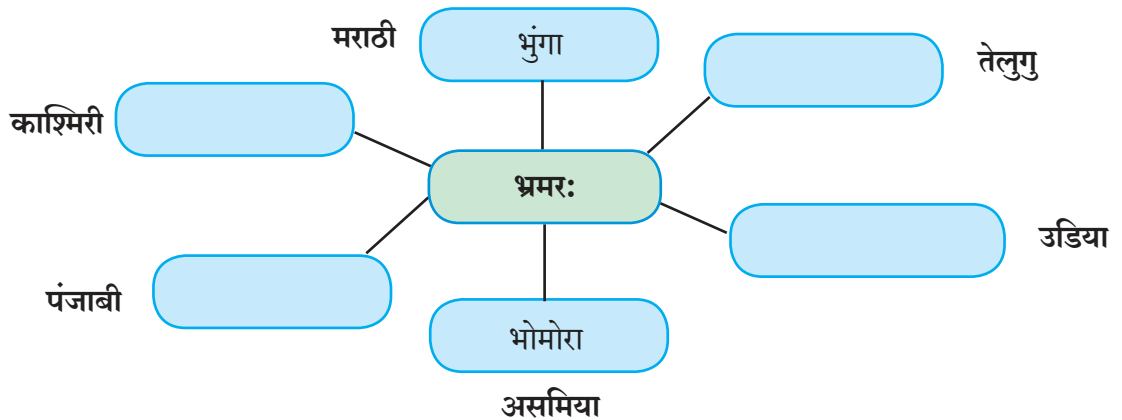 मराठी
भुंगा
तेलुगु
काश्मिरी
भ्रमरः
उडिया
पंजाबी
भोमोरा
असमिया